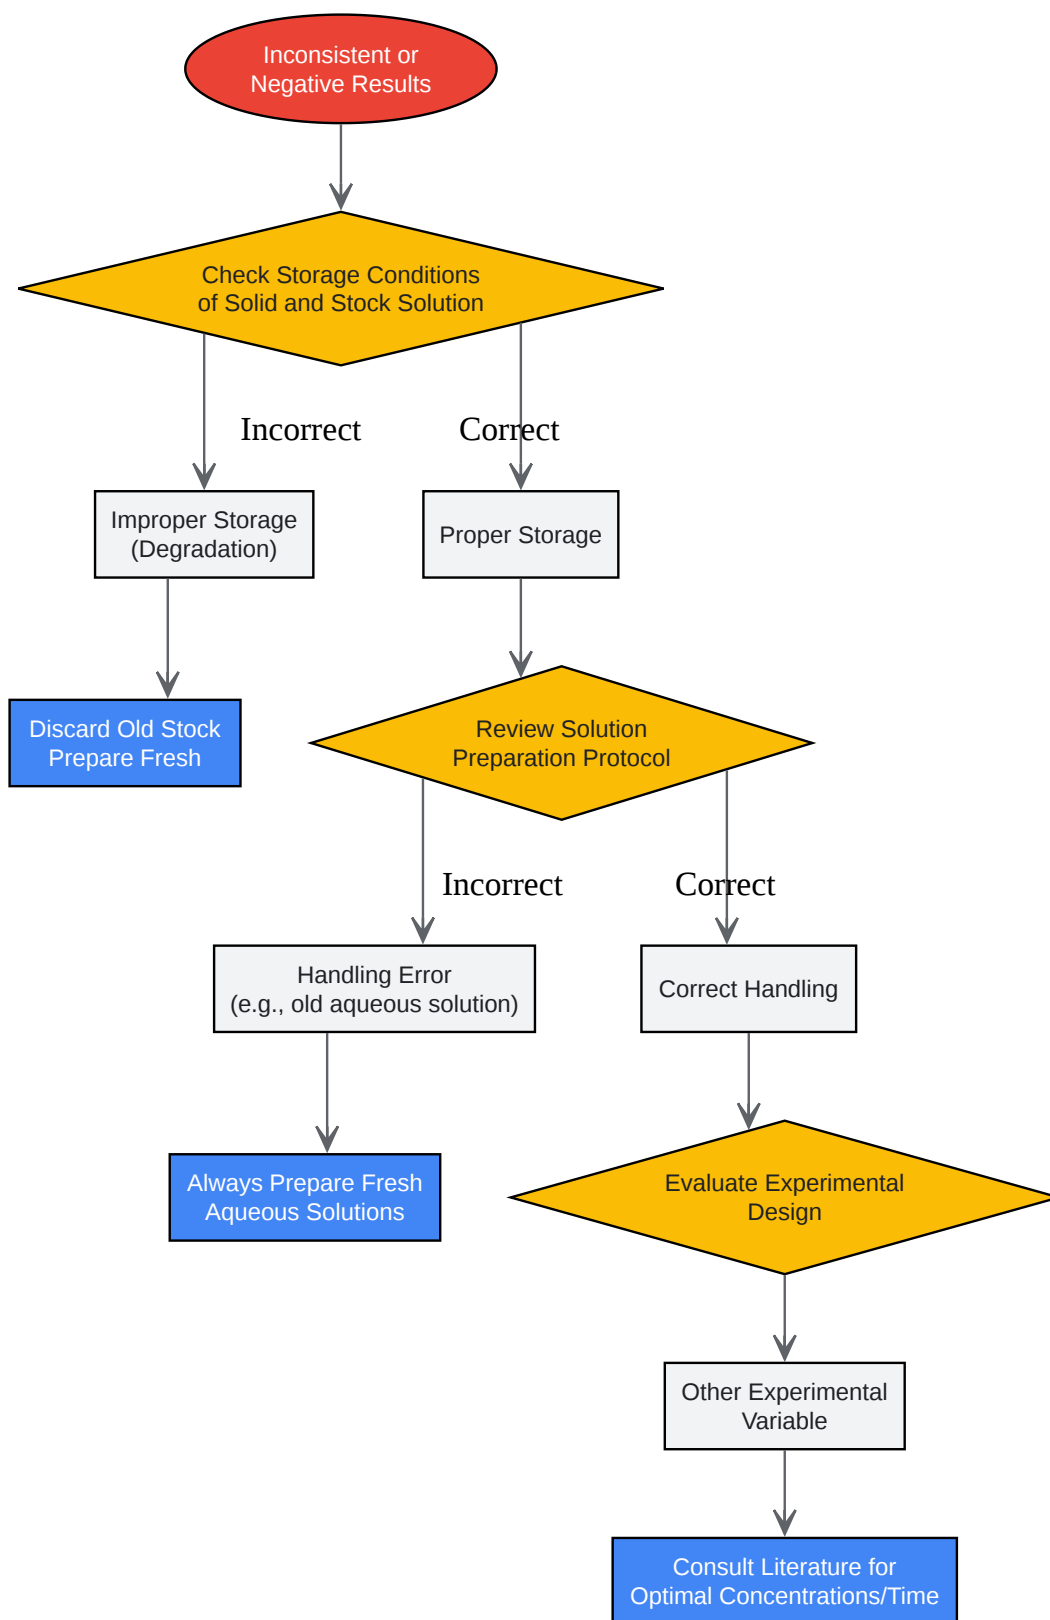 Inconsistent or
Negative Results
Check Storage Conditions
of Solid and Stock Solution
Incorrect
Correct
Improper Storage
(Degradation)
Proper Storage
Discard Old Stock
Prepare Fresh
Review Solution
Preparation Protocol
Incorrect
Correct
Handling Error
(e.g., old aqueous solution)
Correct Handling
Always Prepare Fresh
Aqueous Solutions
Evaluate Experimental
Design
Other Experimental
Variable
Consult Literature for
Optimal Concentrations/Time